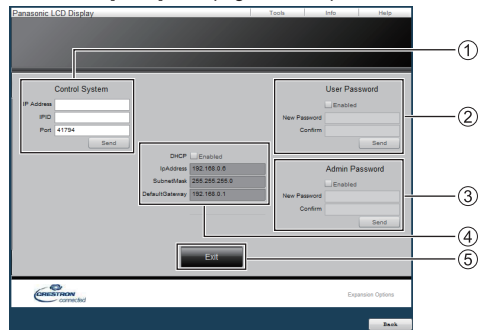 Panasonic LCD Display
Tools Info Help
1
Control System
IP Address
IPID
Port 41794
Send
User Password
Enabled
New Password
Confirm
Send
2
DHCP Enabled
IpAddress 192.168.0.8
SubnetMask 255.255.255.0
DefaultGateway 192.168.0.1
Admin Password
Enabled
New Password
Confirm
Send
3
4
Exit
5
CRESTRON
connected
Expansion Options
Back